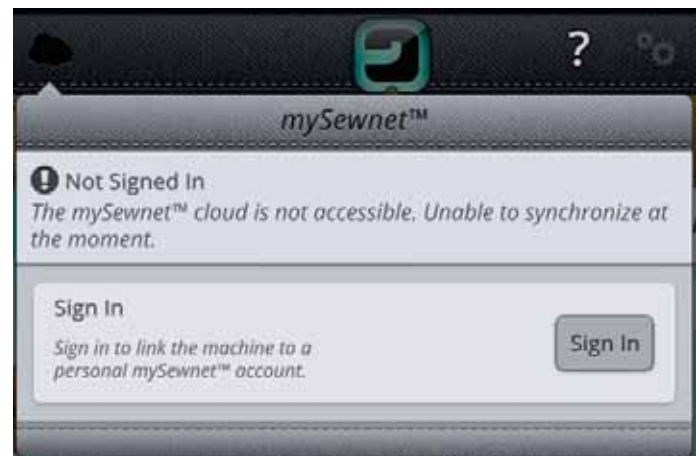 ?
mySewnet™
! Not Signed In
The mySewnet™ cloud is not accessible. Unable to synchronize at
the moment.
Sign In
Sign in to link the machine to a
personal mySewnet™ account.
Sign In